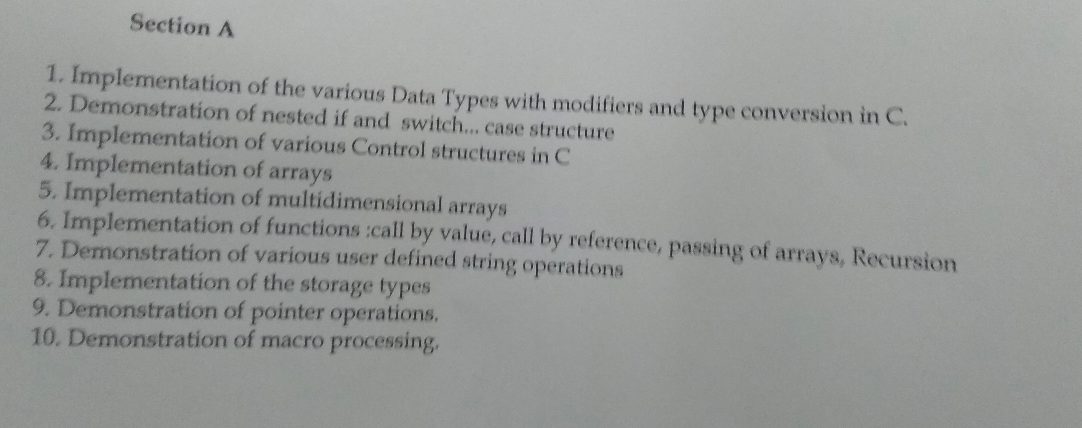 Section A
1. Implementation of the various Data Types with modifiers and type conversion in C.
2. Demonstration of nested if and switch... case structure
3. Implementation of various Control structures in C
4. Implementation of arrays
5. Implementation of multidimensional arrays
6. Implementation of functions :call by value, call by reference, passing of arrays, Recursion
7. Demonstration of various user defined string operations
8. Implementation of the storage types
9. Demonstration of pointer operations.
10. Demonstration of macro processing.